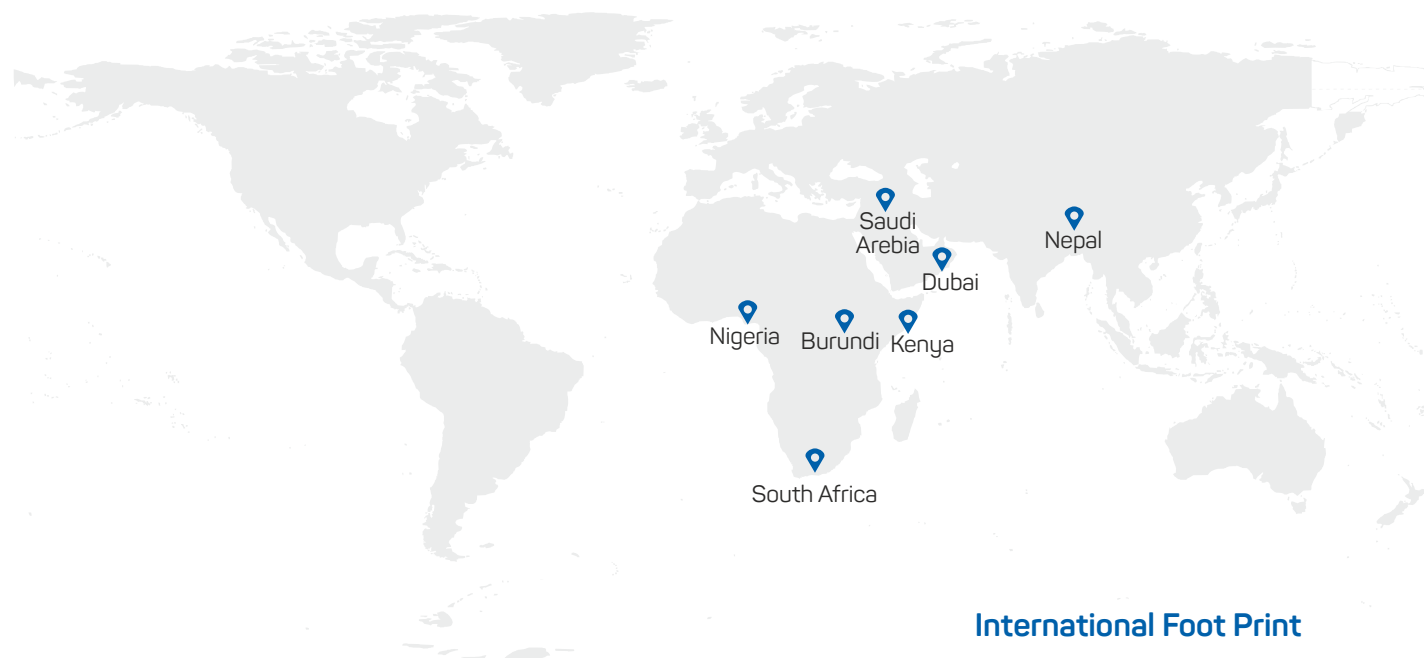 Saudi
Arebia
Nepal
Dubai
Nigeria
Burundi
Kenya
South Africa
International Foot Print